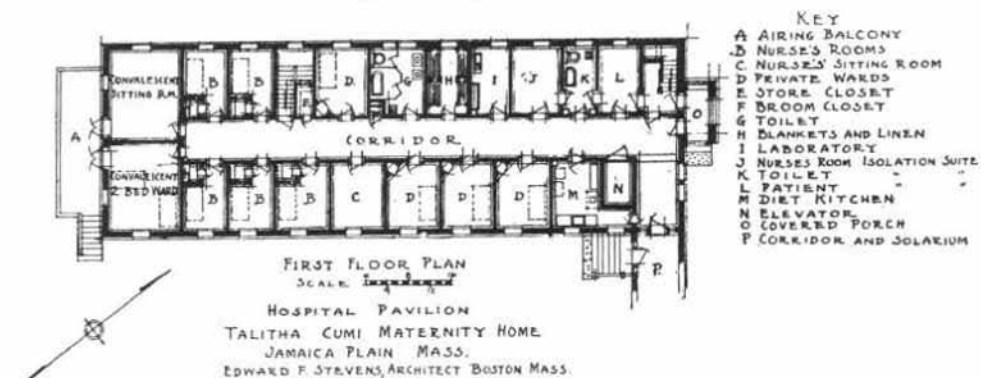 KEY
A AIRING BALCONY
B NURSE'S ROOMS
C NURSE'S SITTING ROOM
D PRIVATE WARDS
E STORE CLOSET
F BROOM CLOSET
G TOILET
H BLANKETS AND LINEN
I LABORATORY
J NURSES ROOM ISOLATION SUITE
K TOILET " "
L PATIENT " "
M DIET KITCHEN
N ELEVATOR
O COVERED PORCH
P CORRIDOR AND SOLARIUM
CONVALESCENT
SITTING RM.
B
B
F
D
G
H
I
J
K
L
O
A
CORRIDOR
CONVALESCENT
2 BED WARD
B
B
B
C
D
D
D
M
N
P.
FIRST FLOOR PLAN
SCALE
HOSPITAL PAVILION
TALITHA CUMI MATERNITY HOME
JAMAICA PLAIN MASS.
EDWARD F. STEVENS, ARCHITECT BOSTON MASS.